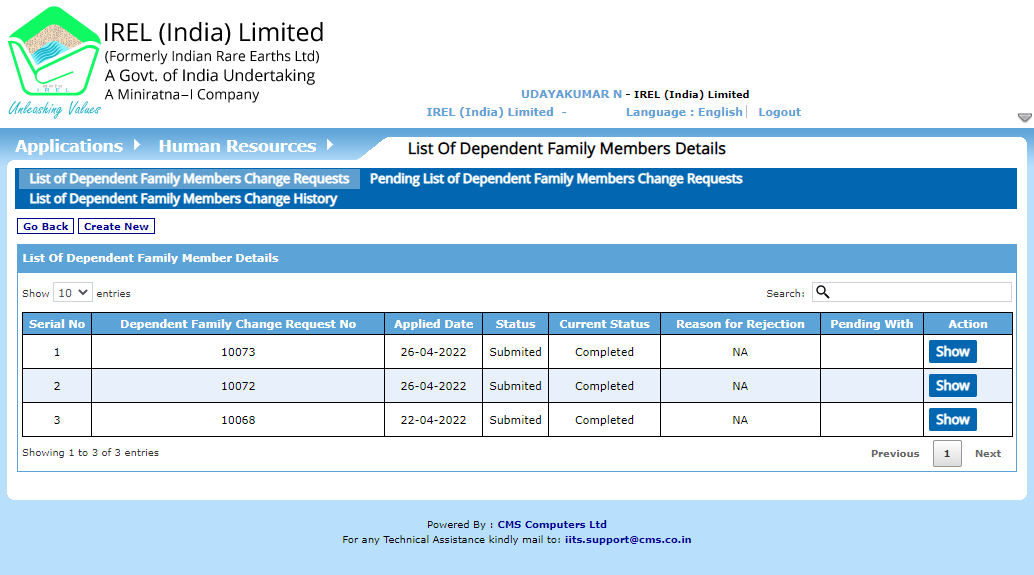 IREL (India) Limited
(Formerly Indian Rare Earths Ltd)
A Govt. of India Undertaking
A Miniratna–I Company
I R E L
Unleashing Values
UDAYAKUMAR N - IREL (India) Limited
IREL (India) Limited - Language : English Logout
Applications Human Resources List Of Dependent Family Members Details
List of Dependent Family Members Change Requests Pending List of Dependent Family Members Change Requests
List of Dependent Family Members Change History
Go Back Create New
List Of Dependent Family Member Details
Show 10 entries Search:
Serial No Dependent Family Change Request No Applied Date Status Current Status Reason for Rejection Pending With Action
1 10073 26-04-2022 Submited Completed NA Show
2 10072 26-04-2022 Submited Completed NA Show
3 10068 22-04-2022 Submited Completed NA Show
Showing 1 to 3 of 3 entries Previous 1 Next
Powered By : CMS Computers Ltd
For any Technical Assistance kindly mail to: iits.support@cms.co.in